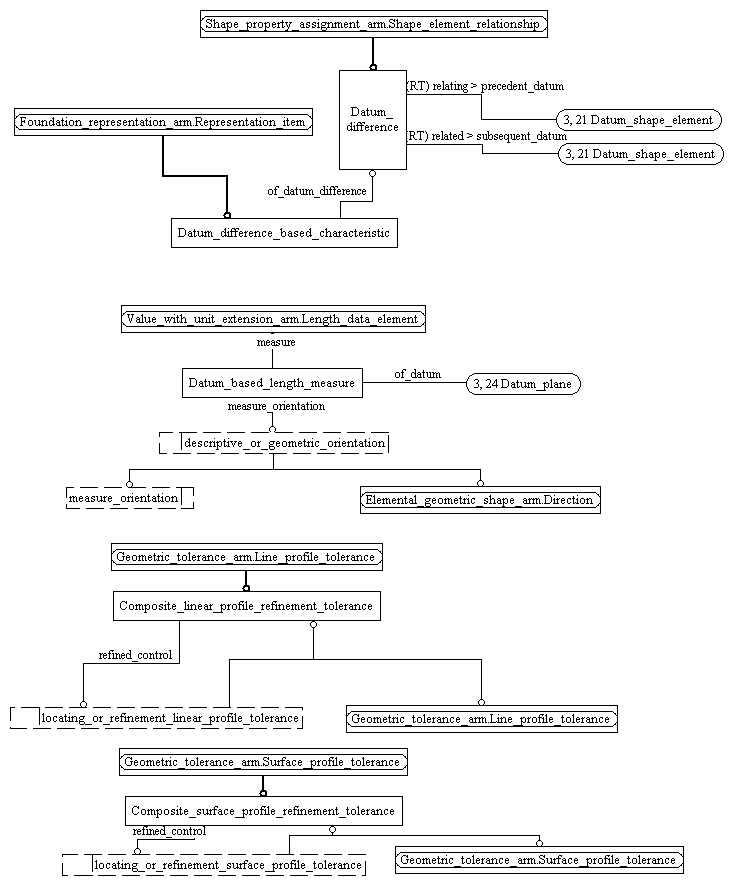 Shape_property_assignment_arm.Shape_element_relationship
(RT) relating > precedent_datum
Datum_
difference
3, 21 Datum_shape_element
Foundation_representation_arm.Representation_item
(RT) related > subsequent_datum
3, 21 Datum_shape_element
of_datum_difference
Datum_difference_based_characteristic
Value_with_unit_extension_arm.Length_data_element
measure
Datum_based_length_measure
of_datum
3, 24 Datum_plane
measure_orientation
descriptive_or_geometric_orientation
measure_orientation
Elemental_geometric_shape_arm.Direction
Geometric_tolerance_arm.Line_profile_tolerance
Composite_linear_profile_refinement_tolerance
refined_control
locating_or_refinement_linear_profile_tolerance
Geometric_tolerance_arm.Line_profile_tolerance
Geometric_tolerance_arm.Surface_profile_tolerance
Composite_surface_profile_refinement_tolerance
refined_control
locating_or_refinement_surface_profile_tolerance
Geometric_tolerance_arm.Surface_profile_tolerance